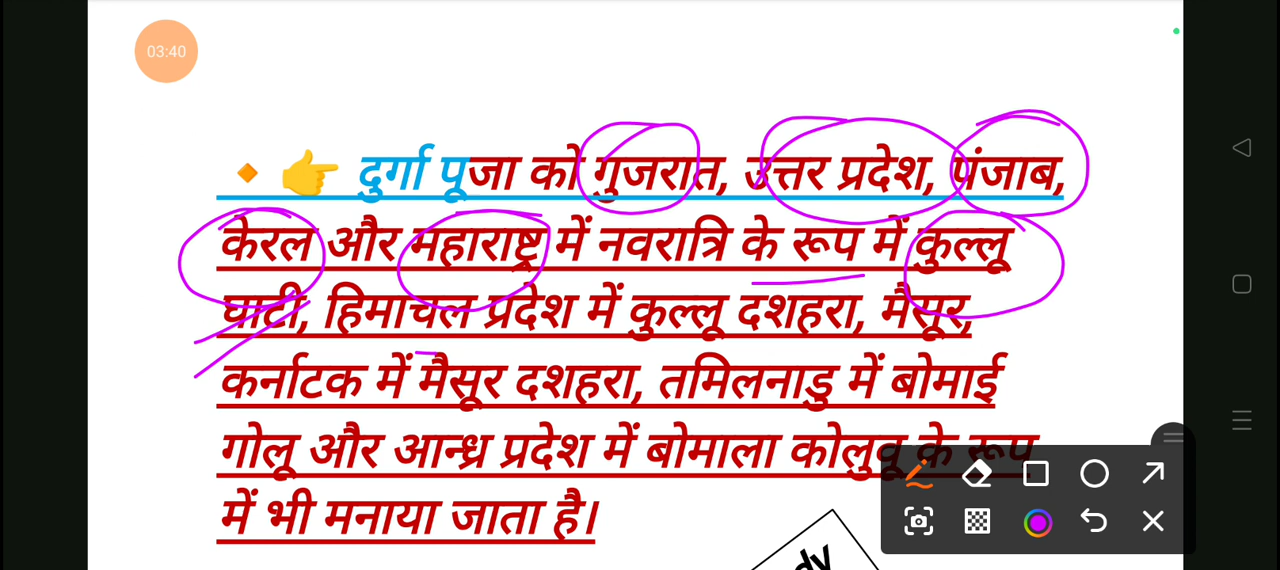 03:40
🔸👉 दुर्गा पूजा को गुजरात, उत्तर प्रदेश, पंजाब,
केरल और महाराष्ट्र में नवरात्रि के रूप में कुल्लू
घाटी, हिमाचल प्रदेश में कुल्लू दशहरा, मैसूर,
कर्नाटक में मैसूर दशहरा, तमिलनाडु में बोमाई
गोलू और आन्ध्र प्रदेश में बोमाला कोलुवू के रूप
में भी मनाया जाता है।